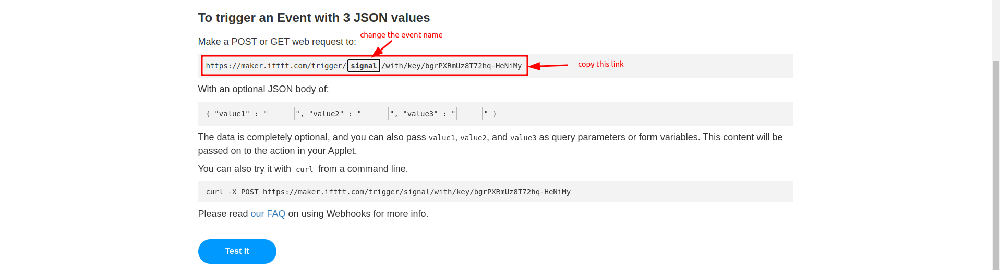 To trigger an Event with 3 JSON values
change the event name
Make a POST or GET web request to:
https://maker.ifttt.com/trigger/ signal /with/key/bgrPXRmUz8T72hq-HeNiMy
copy this link
With an optional JSON body of:
{ "value1" : " ", "value2" : " ", "value3" : " " }
The data is completely optional, and you can also pass value1, value2, and value3 as query parameters or form variables. This content will be
passed on to the action in your Applet.
You can also try it with curl from a command line.
curl -X POST https://maker.ifttt.com/trigger/signal/with/key/bgrPXRmUz8T72hq-HeNiMy
Please read our FAQ on using Webhooks for more info.
Test It